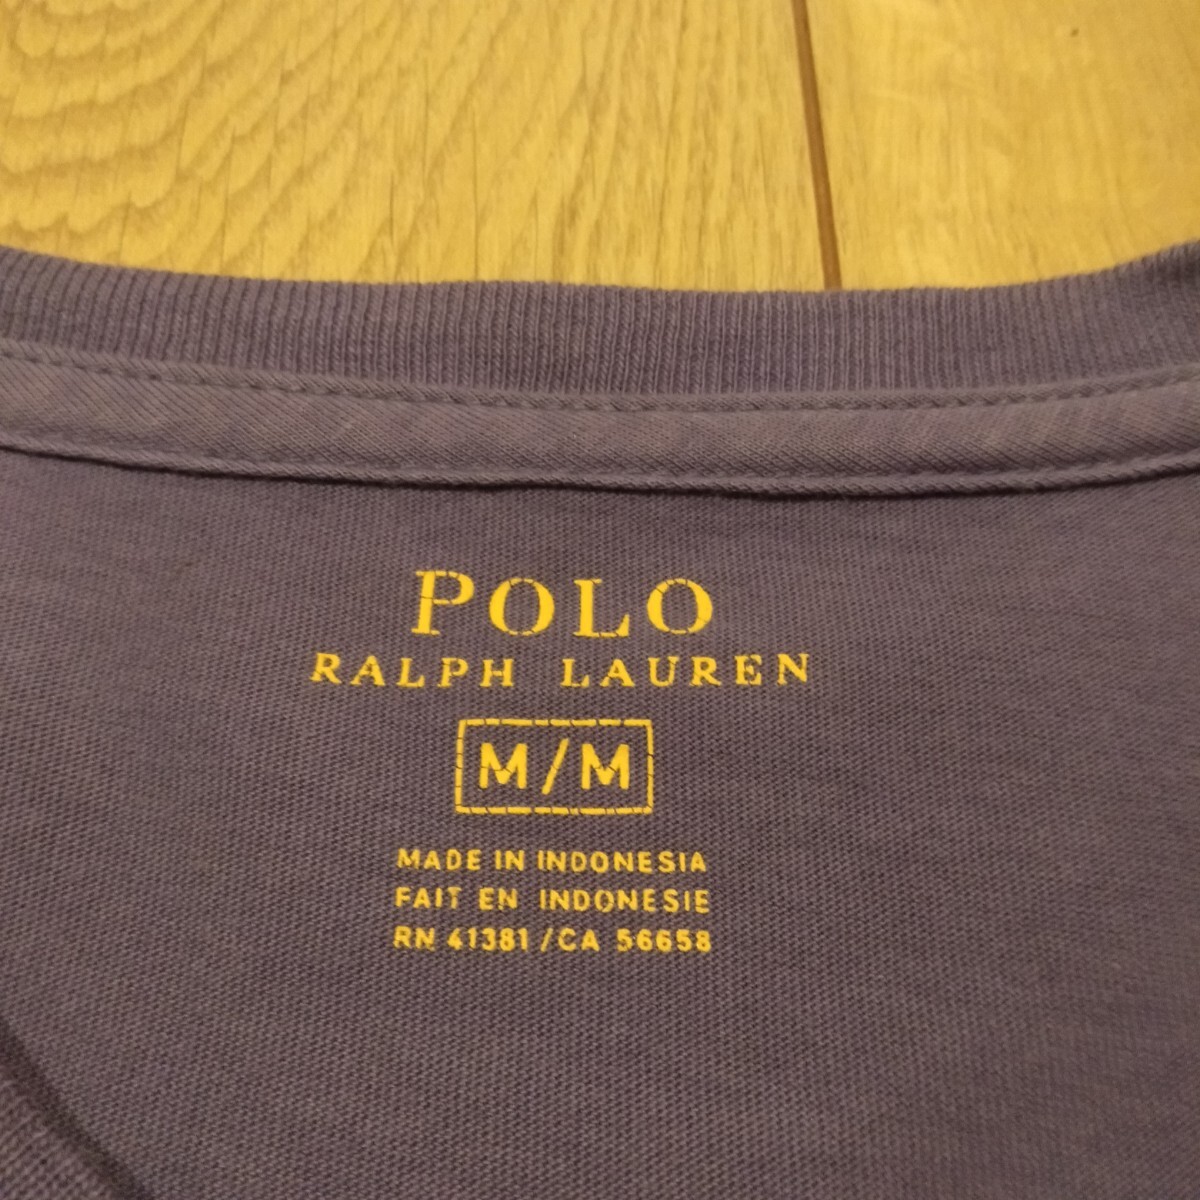 POLO
RALPH LAUREN
M/M
MADE IN INDONESIA
FAIT EN INDONESIE
RN 41381 /CA 56658